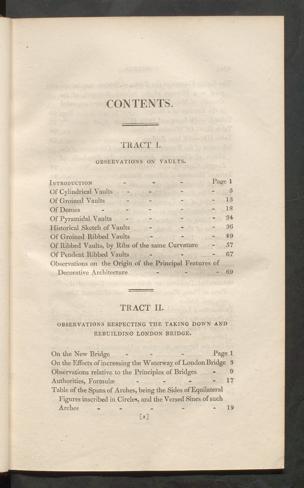 CONTENTS.
TRACT I.
OBSERVATIONS ON VAULTS.
INTRODUCTION - - - Page 1
Of Cylindrical Vaults - - - - 5
Of Groined Vaults - - - 13
Of Domes - - - - - 18
Of Pyramidal Vaults - - - 34
Historical Sketch of Vaults - - - 36
Of Groined Ribbed Vaults - - - 49
Of Ribbed Vaults, by Ribs of the same Curvature - 57
Of Pendent Ribbed Vaults - - - 67
Observations on the Origin of the Principal Features of
Decorative Architecture - - - 69
TRACT II.
OBSERVATIONS RESPECTING THE TAKING DOWN AND
REBUILDING LONDON BRIDGE.
On the New Bridge - - Page 1
On the Effects of increasing the Waterway of London Bridge 3
Observations relative to the Principles of Bridges - 9
Authorities, Formulæ - - - - 17
Table of the Spans of Arches, being the Sides of Equilateral
Figures inscribed in Circles, and the Versed Sines of such
Arches - - - - - - 19